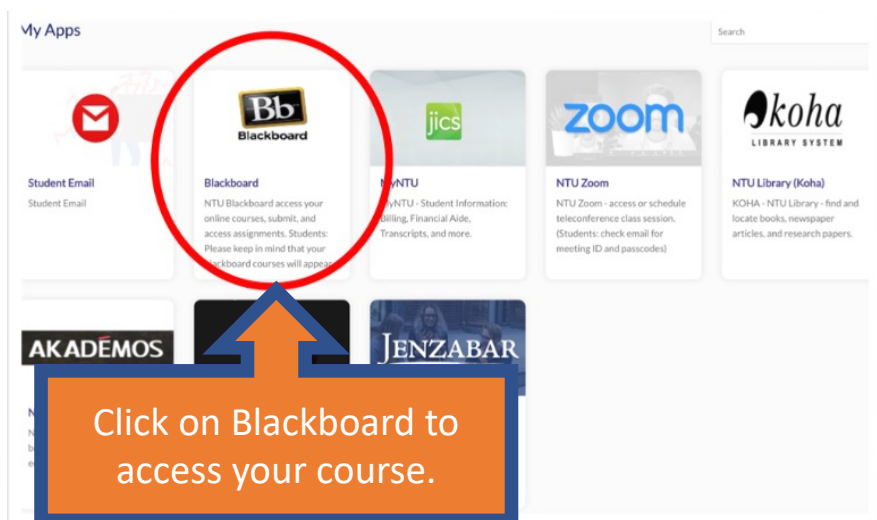 My Apps
Search
Bb
Blackboard
jics
zoom
koha
LIBRARY SYSTEM
Student Email
Student Email
Blackboard
NTU Blackboard access your
online courses, submit, and
access assignments. Students:
Please keep in mind that your
blackboard courses will appear
MyNTU
MyNTU - Student Information:
Billing, Financial Aide,
Transcripts, and more.
NTU Zoom
NTU Zoom - access or schedule
teleconference class session.
(Students: check email for
meeting ID and passcodes)
NTU Library (Koha)
KOHA - NTU Library - find and
locate books, newspaper
articles, and research papers.
AKADĒMOS
JENZABAR
Click on Blackboard to
access your course.